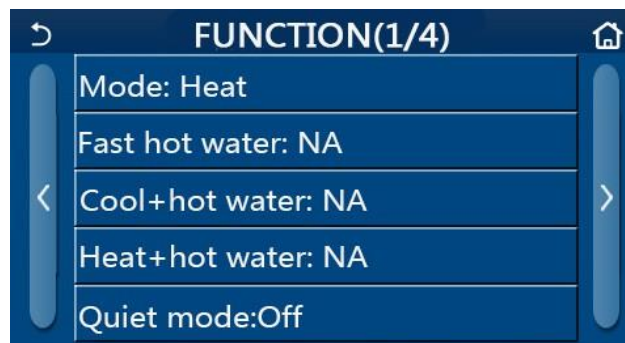 FUNCTION(1/4)
Mode: Heat
Fast hot water: NA
Cool+hot water: NA
Heat+hot water: NA
Quiet mode:Off